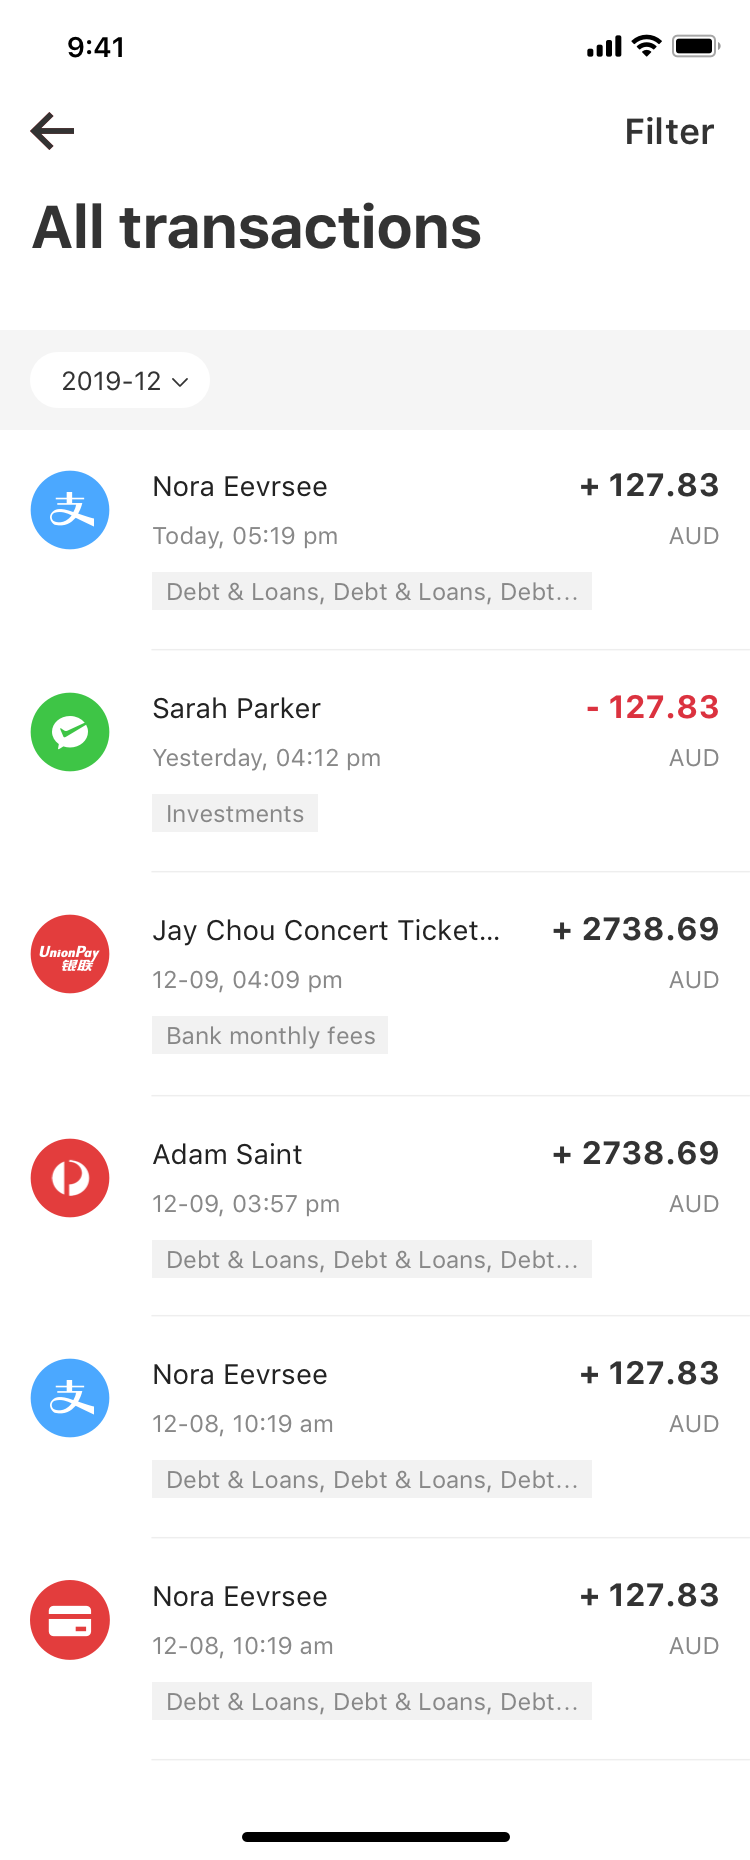 9:41
Filter
All transactions
2019-12
支
Nora Eevrsee
+ 127.83
Today, 05:19 pm
AUD
Debt & Loans, Debt & Loans, Debt...
Sarah Parker
- 127.83
Yesterday, 04:12 pm
AUD
Investments
UnionPay
银联
Jay Chou Concert Ticket...
+ 2738.69
12-09, 04:09 pm
AUD
Bank monthly fees
Adam Saint
+ 2738.69
12-09, 03:57 pm
AUD
Debt & Loans, Debt & Loans, Debt...
支
Nora Eevrsee
+ 127.83
12-08, 10:19 am
AUD
Debt & Loans, Debt & Loans, Debt...
Nora Eevrsee
+ 127.83
12-08, 10:19 am
AUD
Debt & Loans, Debt & Loans, Debt...